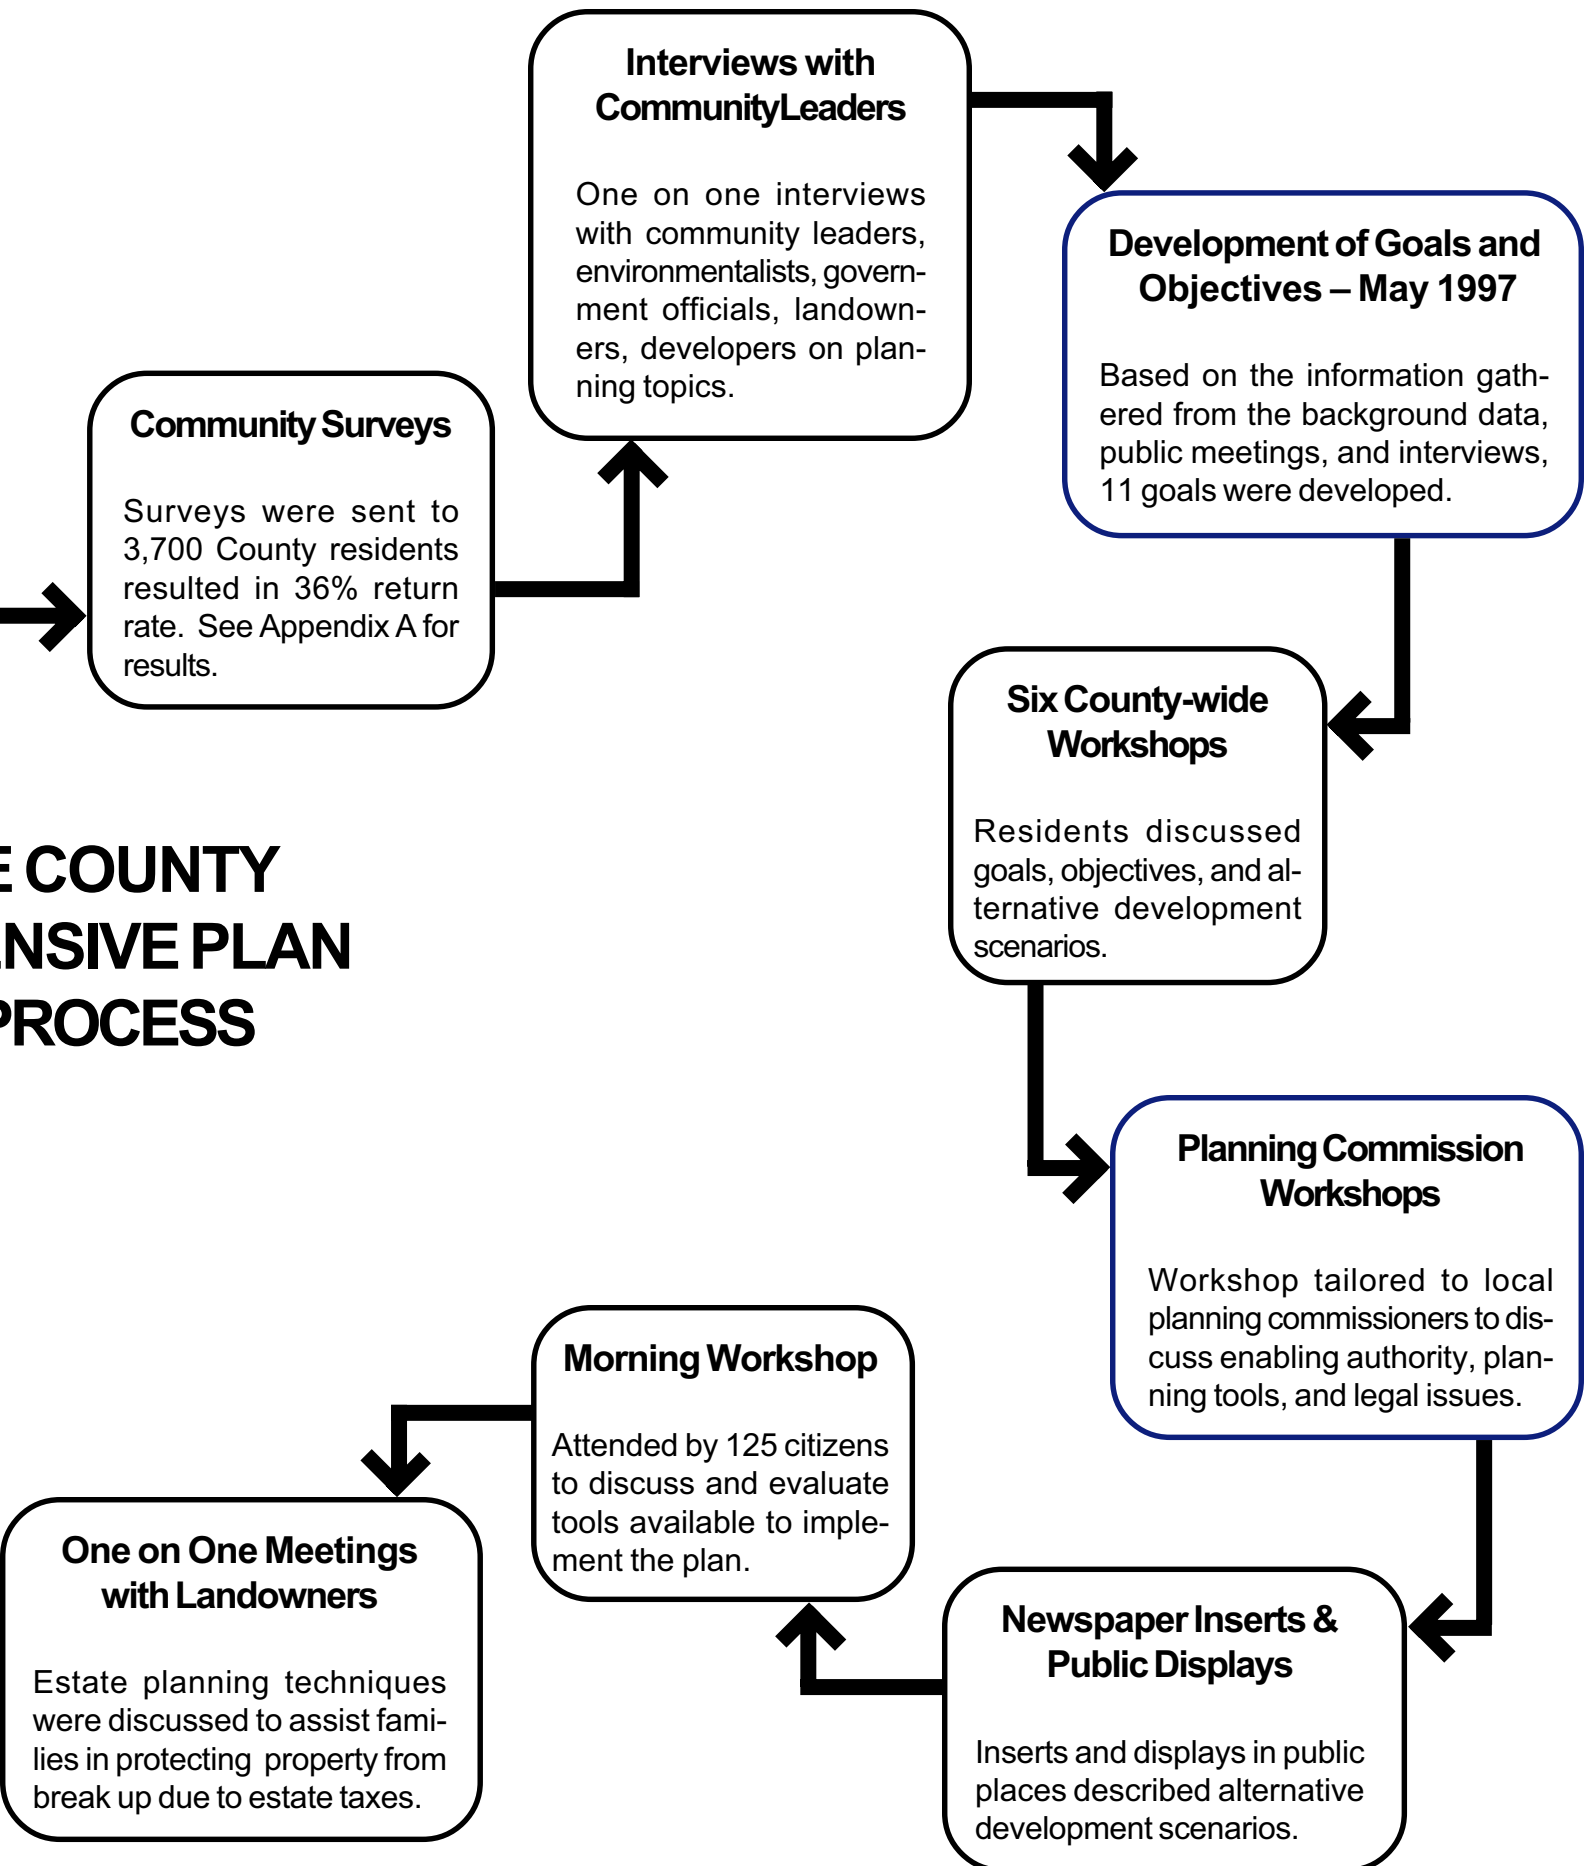 Interviews with
Community Leaders
One on one interviews
with community leaders,
environmentalists, govern-
ment officials, landown-
ers, developers on plan-
ning topics.
Development of Goals and
Objectives – May 1997
Based on the information gath-
ered from the background data,
public meetings, and interviews,
11 goals were developed.
Community Surveys
Surveys were sent to
3,700 County residents
resulted in 36% return
rate. See Appendix A for
results.
Six County-wide
Workshops
Residents discussed
goals, objectives, and al-
ternative development
scenarios.
E COUNTY
ENSIVE PLAN
PROCESS
Planning Commission
Workshops
Workshop tailored to local
planning commissioners to dis-
cuss enabling authority, plan-
ning tools, and legal issues.
Morning Workshop
Attended by 125 citizens
to discuss and evaluate
tools available to imple-
ment the plan.
One on One Meetings
with Landowners
Estate planning techniques
were discussed to assist fami-
lies in protecting property from
break up due to estate taxes.
Newspaper Inserts &
Public Displays
Inserts and displays in public
places described alternative
development scenarios.